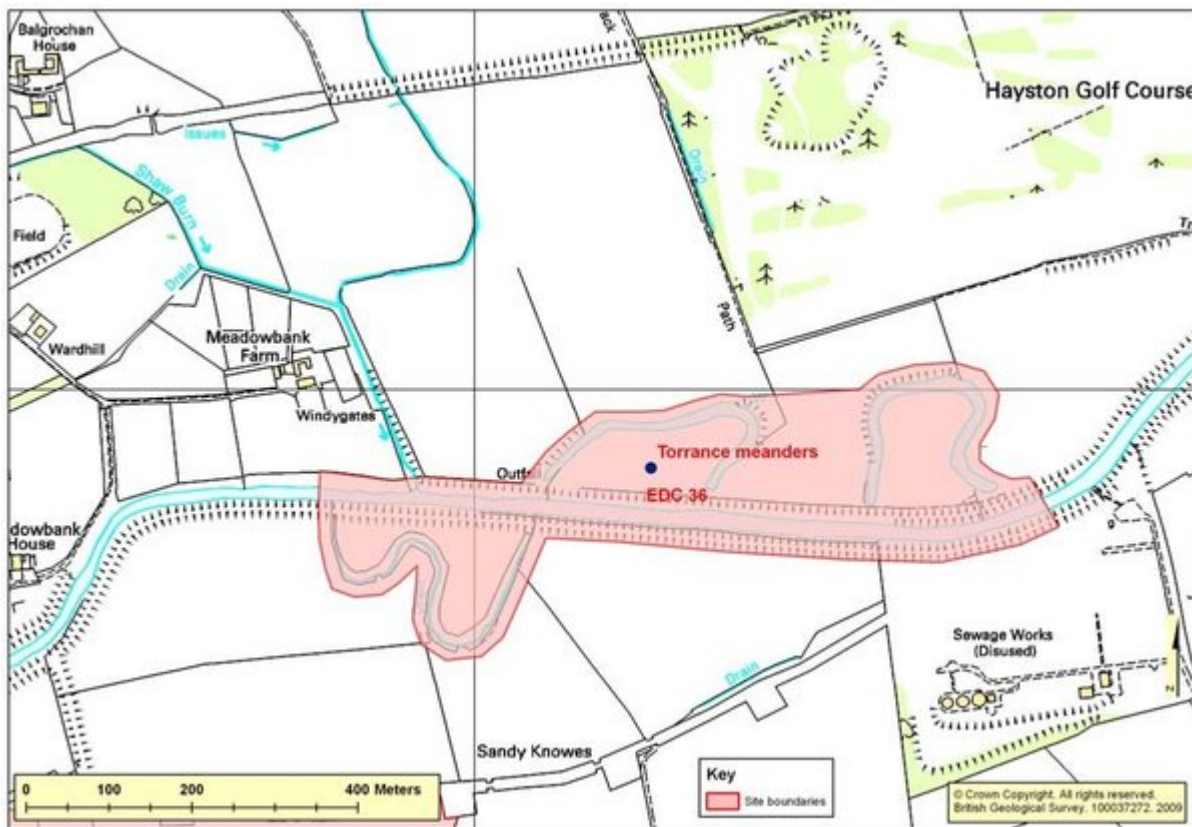 Balgrochan
House
Issues
Shaw Burn
Drain
Field
Wardhill
Meadowbank
Farm
Windygates
Drain
Path
Hayston Golf Course
Torrance meanders
EDC 36
House
Sewage Works
(Disused)
Drain
Sandy Knowes
0 100 200 400 Meters
Key
Site boundaries
© Crown Copyright. All rights reserved.
British Geological Survey. 100037272. 2009